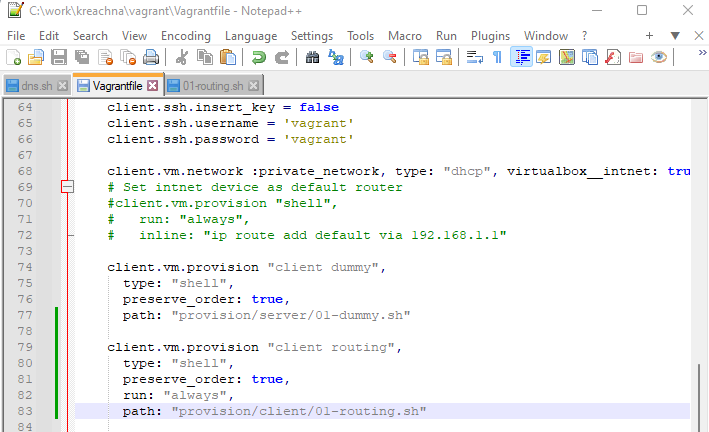 C:\work\kreachna\vagrant\Vagrantfile - Notepad++
File Edit Search View Encoding Language Settings Tools Macro Run Plugins Window ? + ▼ X
dns.sh Vagrantfile 01-routing.sh
64 client.ssh.insert_key = false
65 client.ssh.username = 'vagrant'
66 client.ssh.password = 'vagrant'
67
68 client.vm.network :private_network, type: "dhcp", virtualbox__intnet: tru
69 # Set intnet device as default router
70 #client.vm.provision "shell",
71 #   run: "always",
72 #   inline: "ip route add default via 192.168.1.1"
73
74 client.vm.provision "client dummy",
75   type: "shell",
76   preserve_order: true,
77   path: "provision/server/01-dummy.sh"
78
79 client.vm.provision "client routing",
80   type: "shell",
81   preserve_order: true,
82   run: "always",
83   path: "provision/client/01-routing.sh"
84